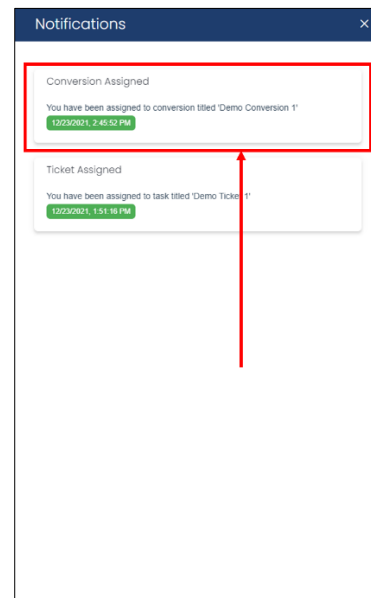 Notifications ×
Conversion Assigned
You have been assigned to conversion titled 'Demo Conversion 1'
12/23/2021, 2:45:52 PM
Ticket Assigned
You have been assigned to task titled 'Demo Ticket 1'
12/23/2021, 1:51:16 PM